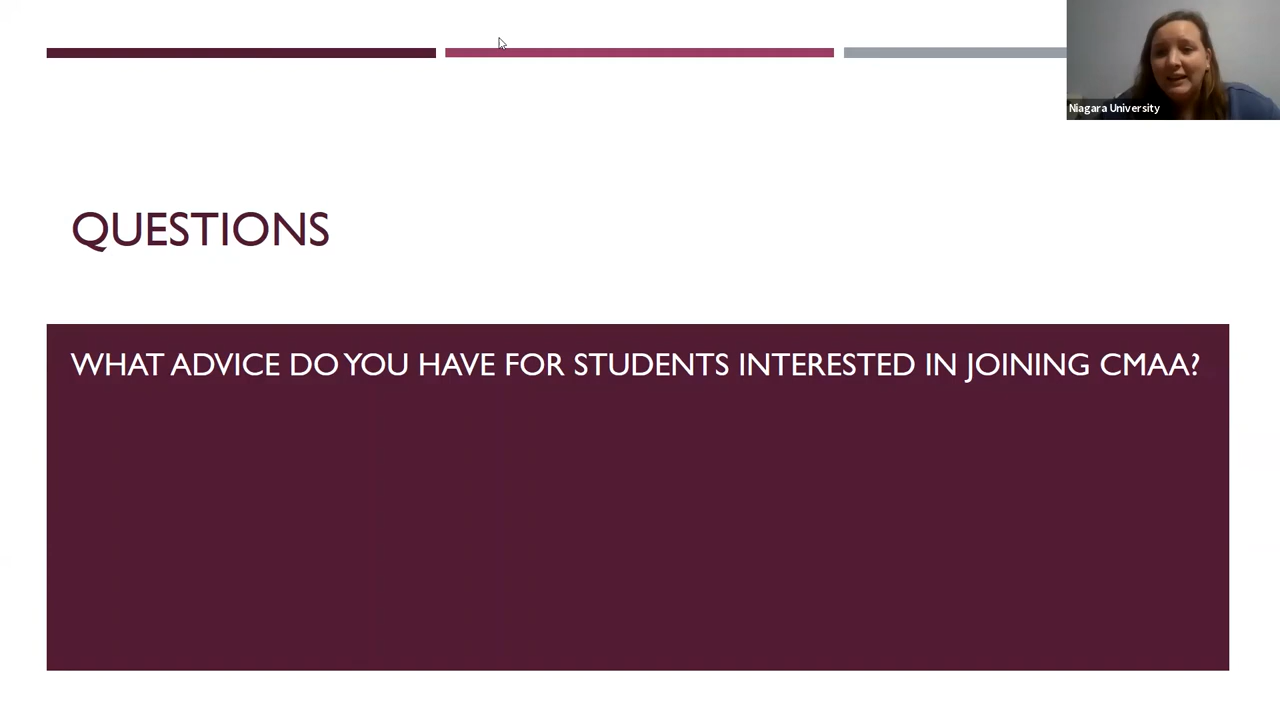 Niagara University
QUESTIONS
WHAT ADVICE DO YOU HAVE FOR STUDENTS INTERESTED IN JOINING CMAA?